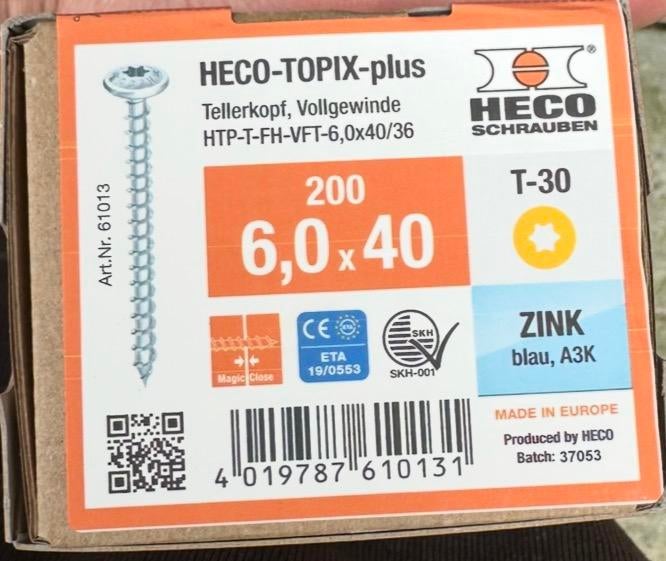 HECO-TOPIX-plus
Tellerkopf, Vollgewinde
HTP-T-FH-VFT-6,0x40/36
HECO®
SCHRAUBEN
Art.Nr. 61013
200
6,0 x 40
T-30
Magic Close
CE ETA
ETA
19/0553
SKH
SKH-001
ZINK
blau, A3K
MADE IN EUROPE
Produced by HECO
Batch: 37053
4 019787 610131